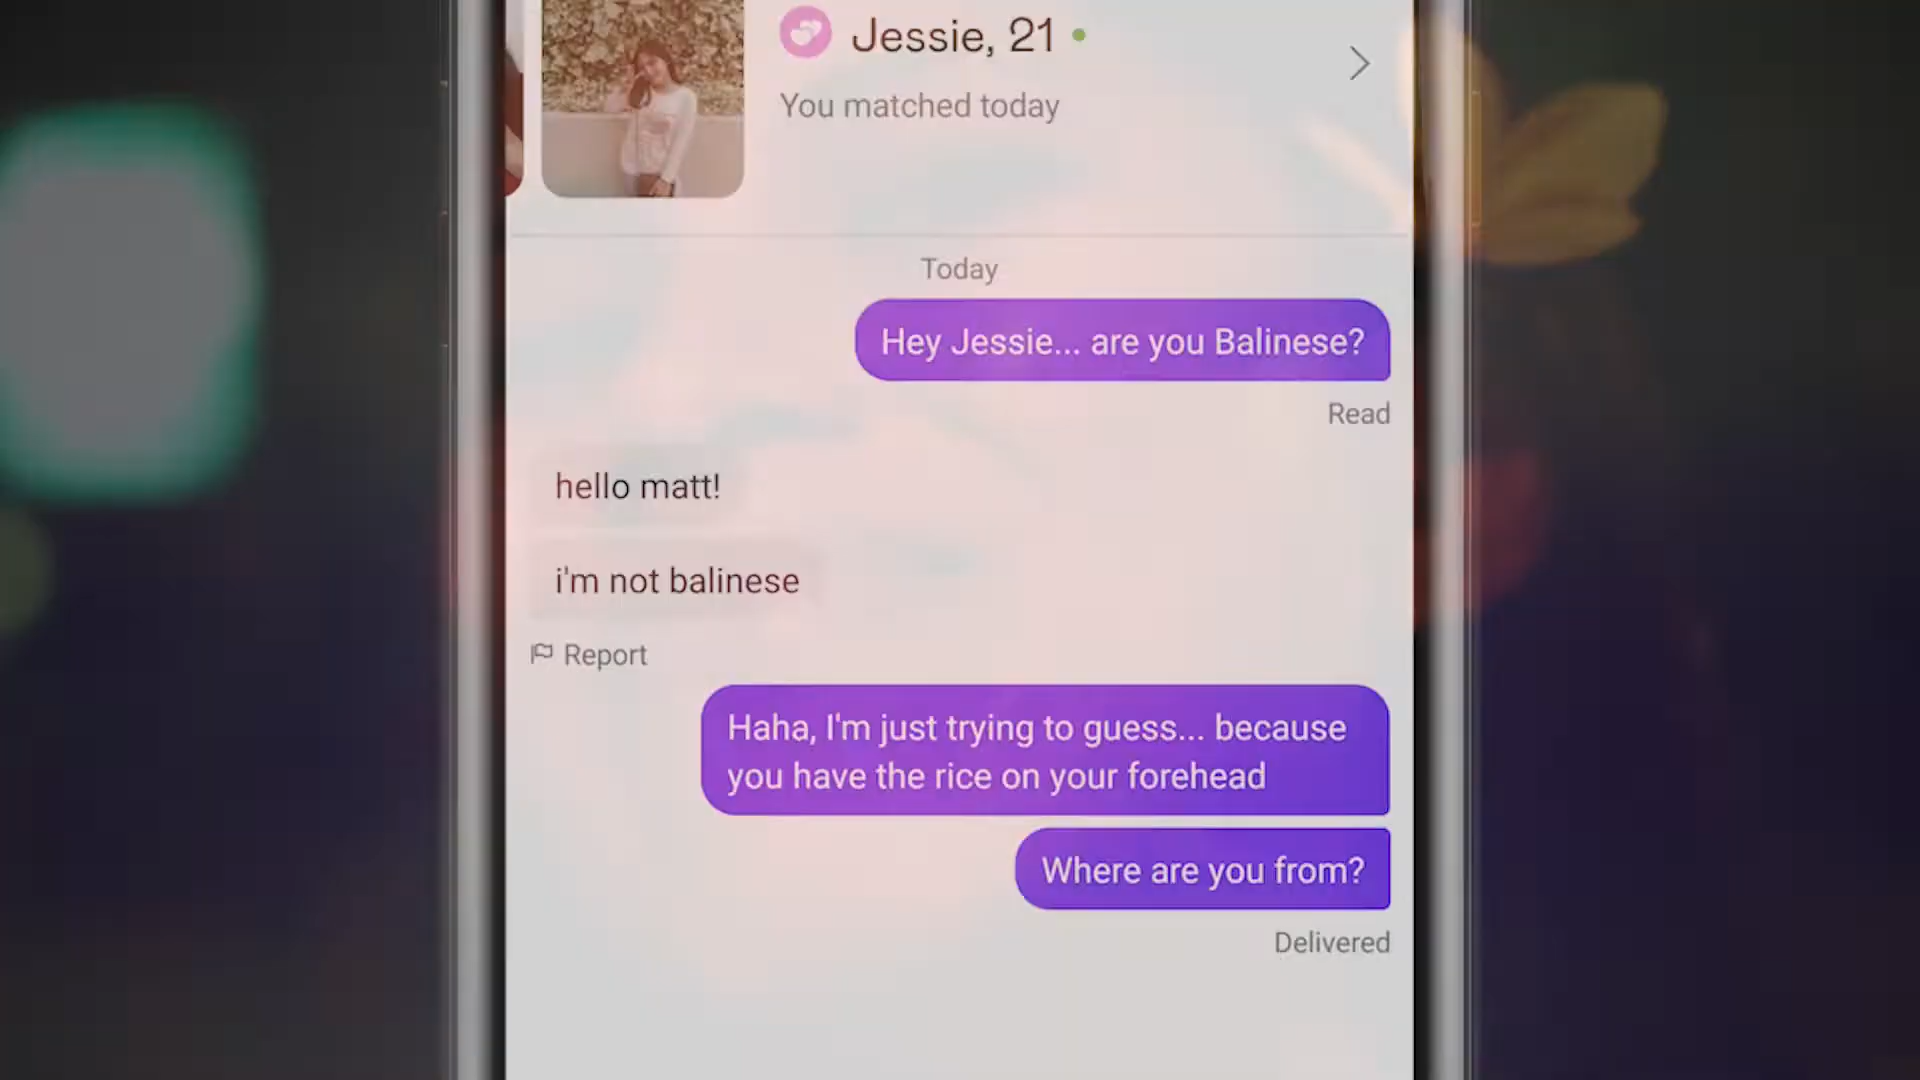 Jessie, 21
You matched today
Today
Hey Jessie... are you Balinese?
Read
hello matt!
i'm not balinese
Report
Haha, I'm just trying to guess... because
you have the rice on your forehead
Where are you from?
Delivered